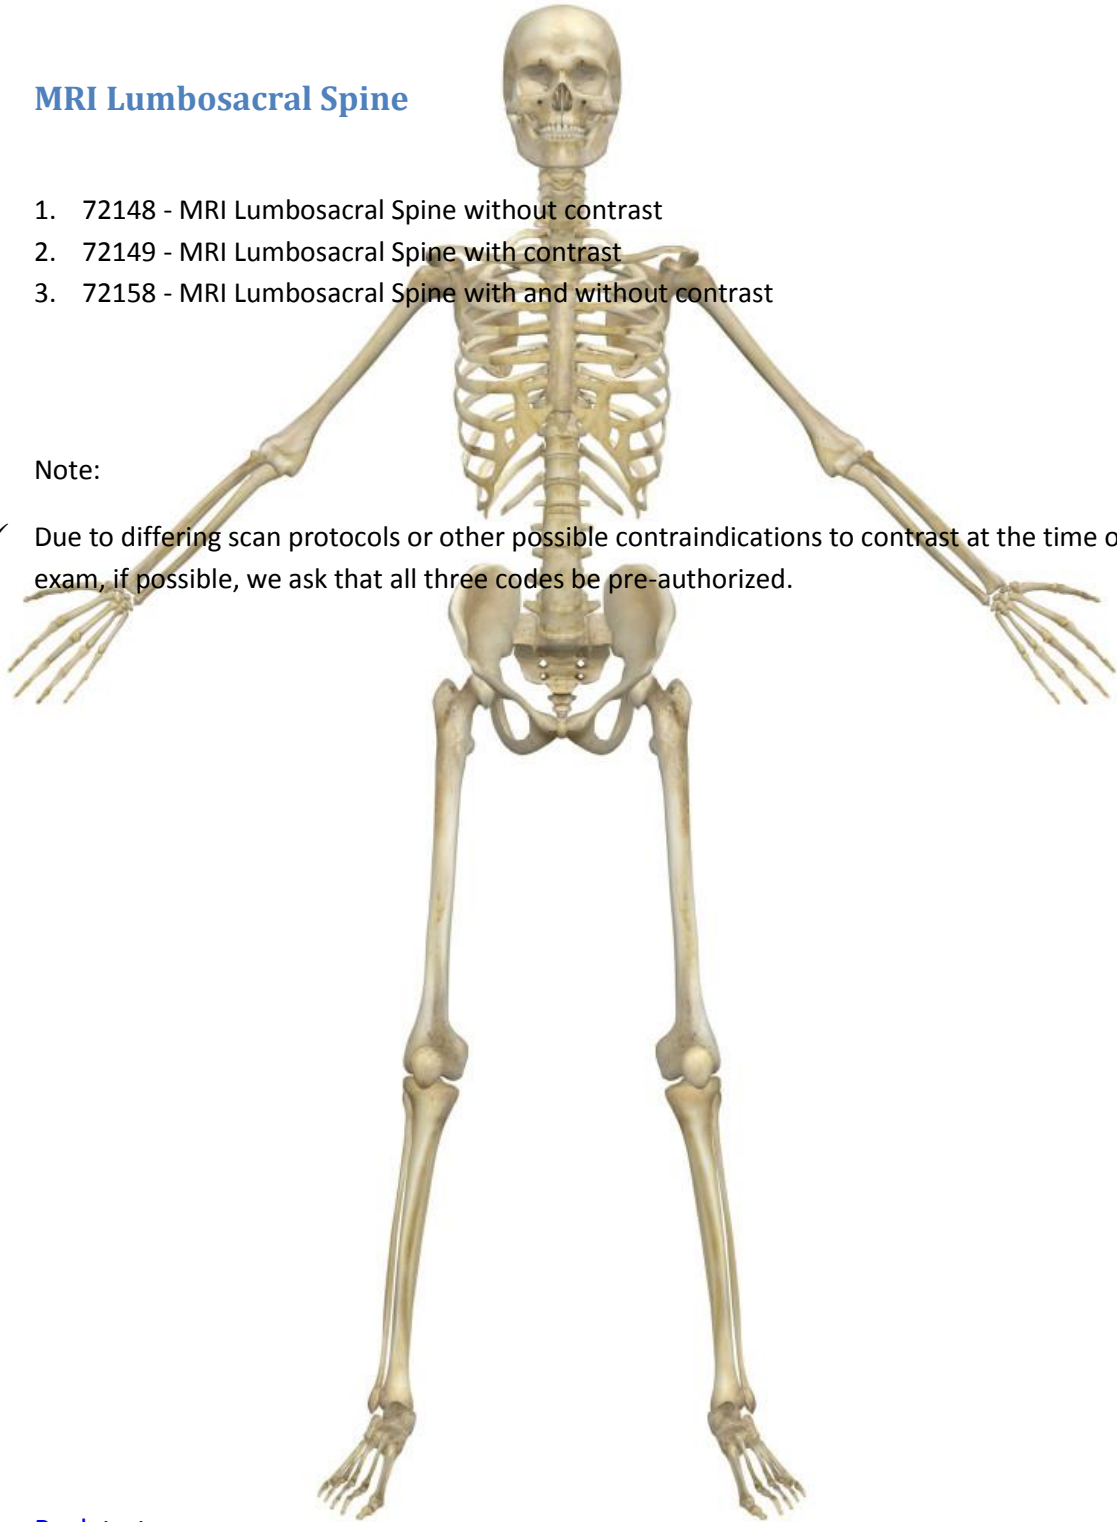 MRI Lumbosacral Spine
1. 72148 - MRI Lumbosacral Spine without contrast
2. 72149 - MRI Lumbosacral Spine with contrast
3. 72158 - MRI Lumbosacral Spine with and without contrast
Note:
✓ Due to differing scan protocols or other possible contraindications to contrast at the time o
exam, if possible, we ask that all three codes be pre-authorized.